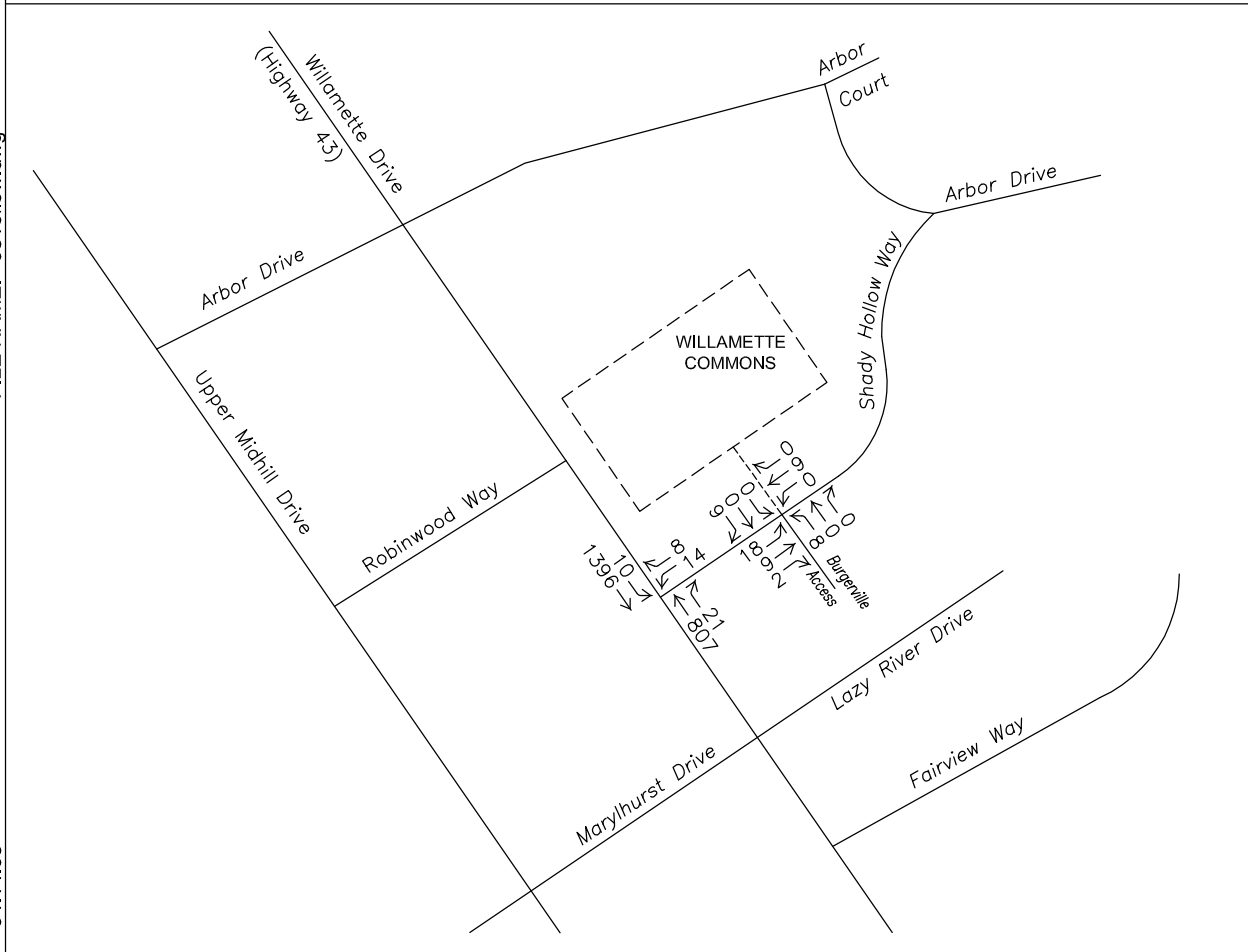 Arbor
Court
Willamette Drive
(Highway 43)
Arbor Drive
Arbor Drive
Shady Hollow Way
WILLAMETTE
COMMONS
Upper Midhill Drive
Robinwood Way
0
9
0
9
0
0
18
9
2
8
0
0
Burgerville
Access
8
14
10
1396
21
807
Lazy River Drive
Marylhurst Drive
Fairview Way